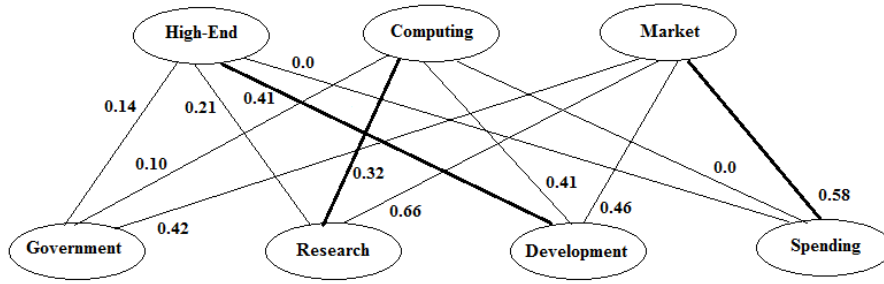 High-End
Computing
Market
0.0
0.14
0.21
0.41
0.10
0.32
0.0
0.41
0.58
0.42
0.66
0.46
Government
Research
Development
Spending